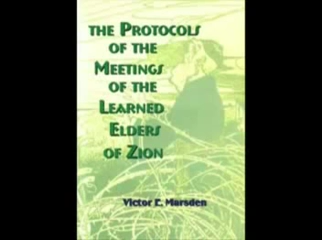 THE PROTOCOLS
OF THE
MEETINGS
OF THE
LEARNED
ELDERS
OF ZION
Victor E. Marsden